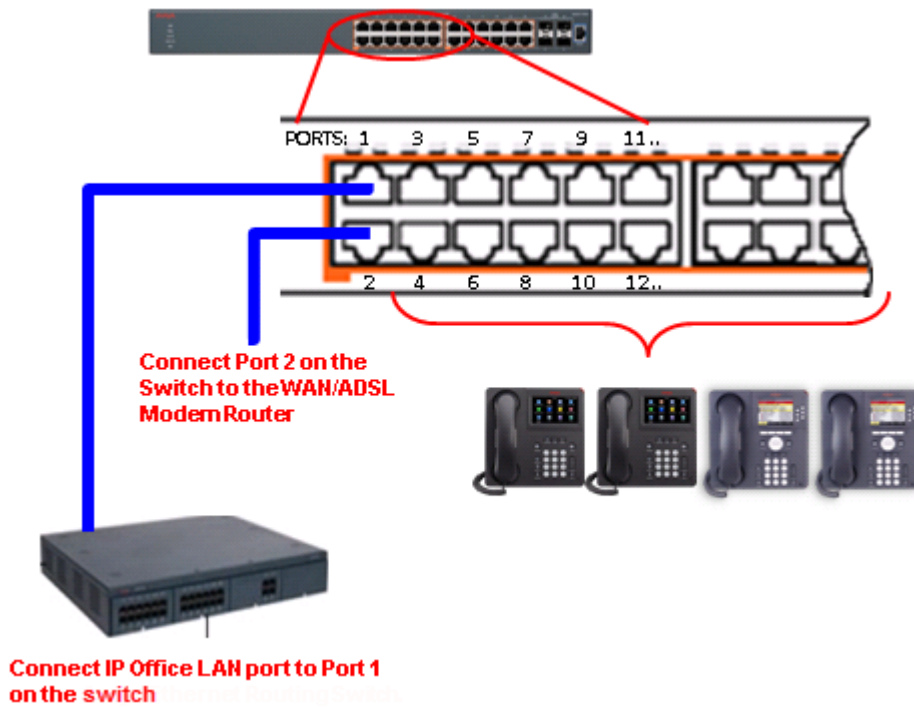 PORTS: 1 3 5 7 9 11..
2 4 6 8 10 12..
Connect Port 2 on the
Switch to the WAN/ADSL
Modem Router
Connect IP Office LAN port to Port 1
on the switch